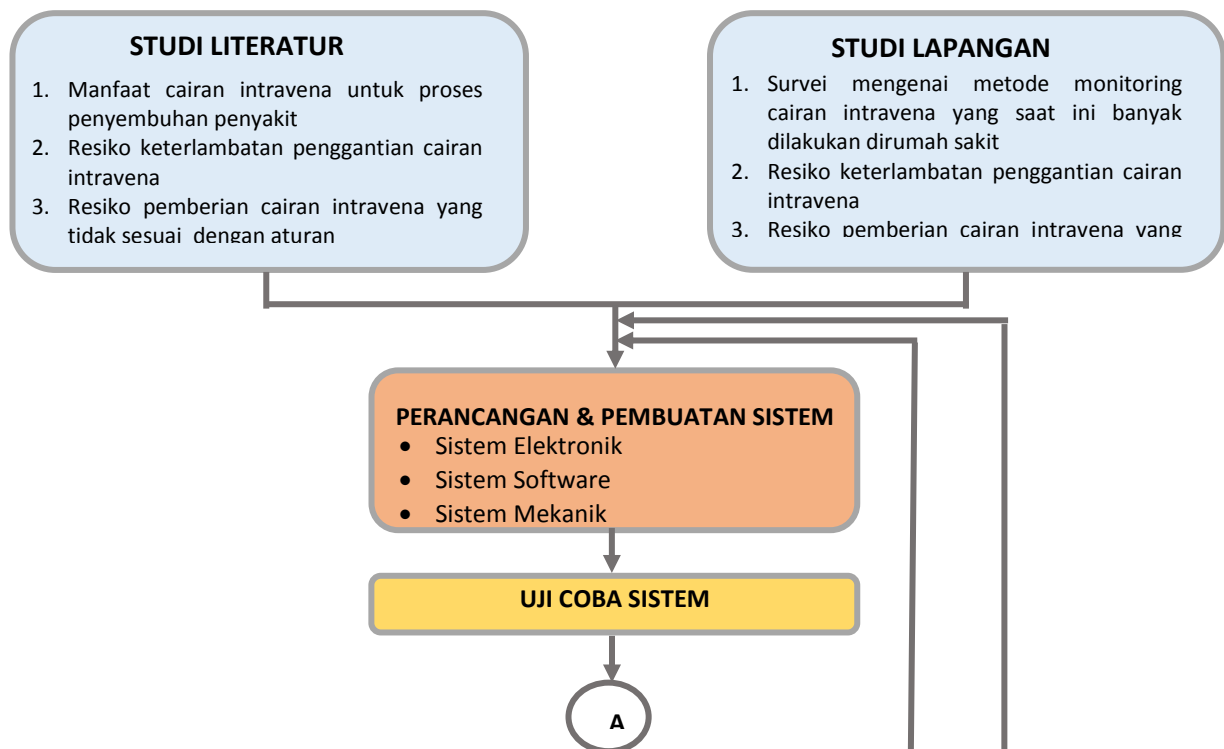 STUDI LITERATUR
1. Manfaat cairan intravena untuk proses
penyembuhan penyakit
2. Resiko keterlambatan penggantian cairan
intravena
3. Resiko pemberian cairan intravena yang
tidak sesuai dengan aturan
STUDI LAPANGAN
1. Survei mengenai metode monitoring
cairan intravena yang saat ini banyak
dilakukan dirumah sakit
2. Resiko keterlambatan penggantian cairan
intravena
3. Resiko pemberian cairan intravena yang
PERANCANGAN & PEMBUATAN SISTEM
• Sistem Elektronik
• Sistem Software
• Sistem Mekanik
UJI COBA SISTEM
A